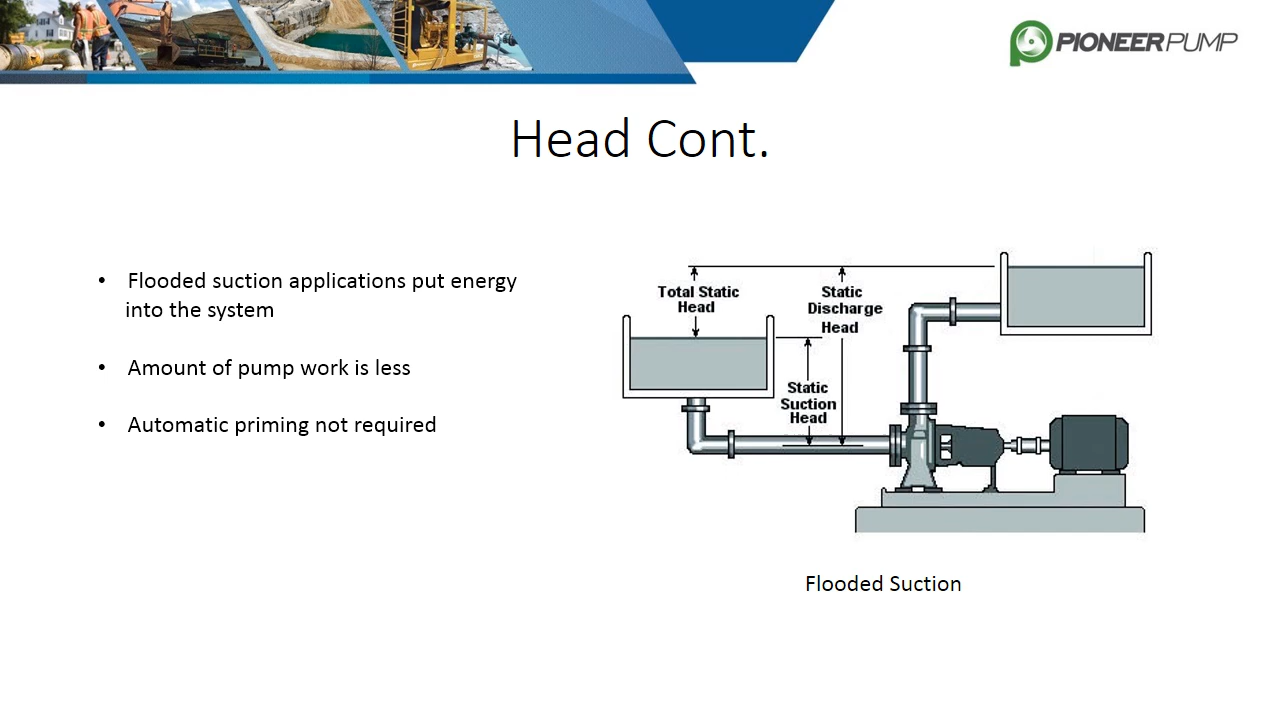 PIONEERPUMP
Head Cont.
• Flooded suction applications put energy
into the system
• Amount of pump work is less
• Automatic priming not required
Total Static
Head
Static
Discharge
Head
Static
Suction
Head
Flooded Suction